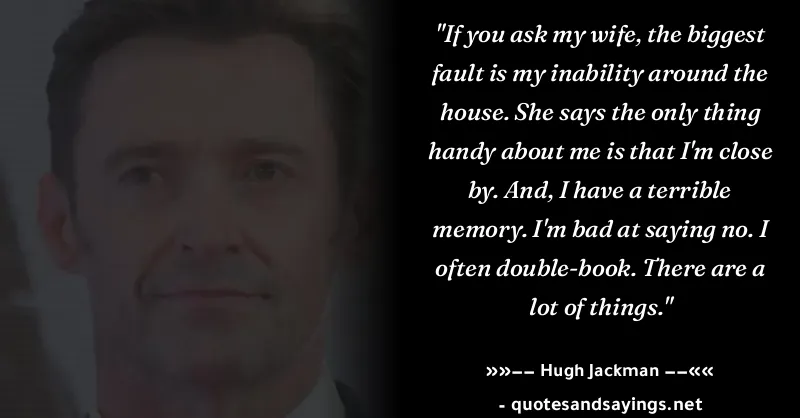 "If you ask my wife, the biggest
fault is my inability around the
house. She says the only thing
handy about me is that I'm close
by. And, I have a terrible
memory. I'm bad at saying no. I
often double-book. There are a
lot of things."
»»–– Hugh Jackman ––««
- quotesandsayings.net